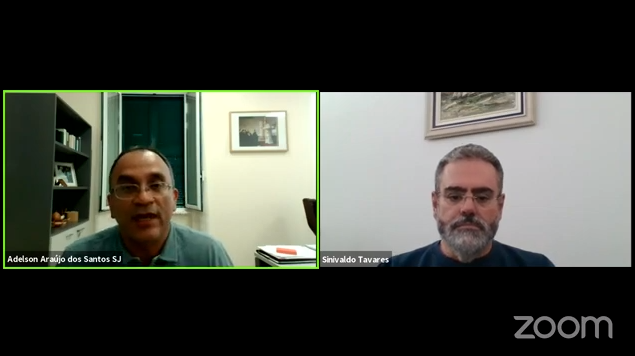 Adelson Araújo dos Santos SJ
Sinivaldo Tavares
zoom